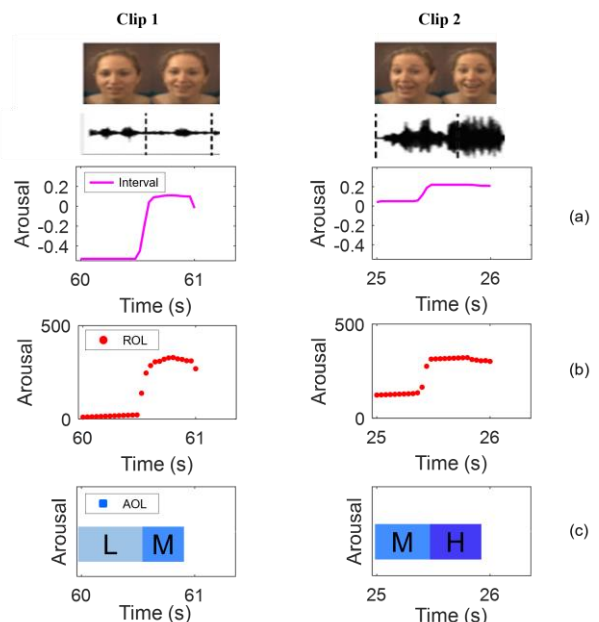 Clip 1 Clip 2
Arousal
0.2
0
-0.2
-0.4
Interval
60 61
Time (s)
Arousal
0.2
0
-0.2
-0.4
25 26
Time (s)
(a)
Arousal
500
0
ROL
60 61
Time (s)
Arousal
500
0
25 26
Time (s)
(b)
Arousal
AOL
L M
60 61
Time (s)
Arousal
M H
25 26
Time (s)
(c)